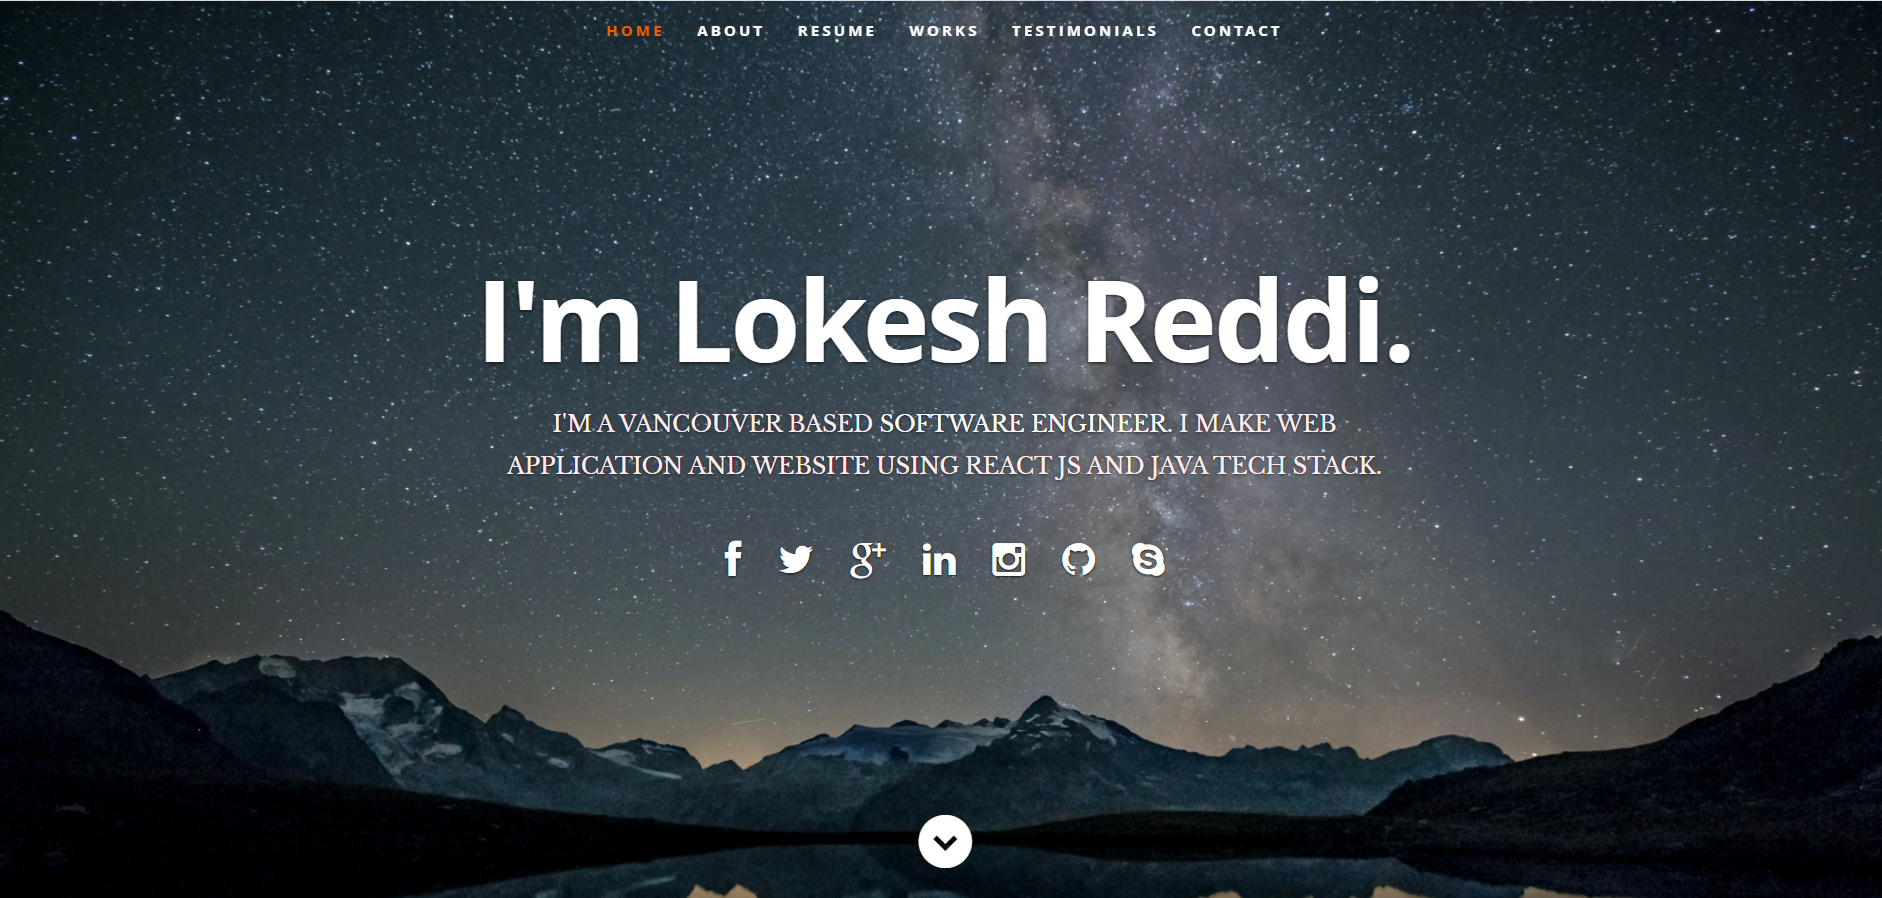 HOME ABOUT RESUME WORKS TESTIMONIALS CONTACT
I'm Lokesh Reddi.
I'M A VANCOUVER BASED SOFTWARE ENGINEER. I MAKE WEB
APPLICATION AND WEBSITE USING REACT JS AND JAVA TECH STACK.